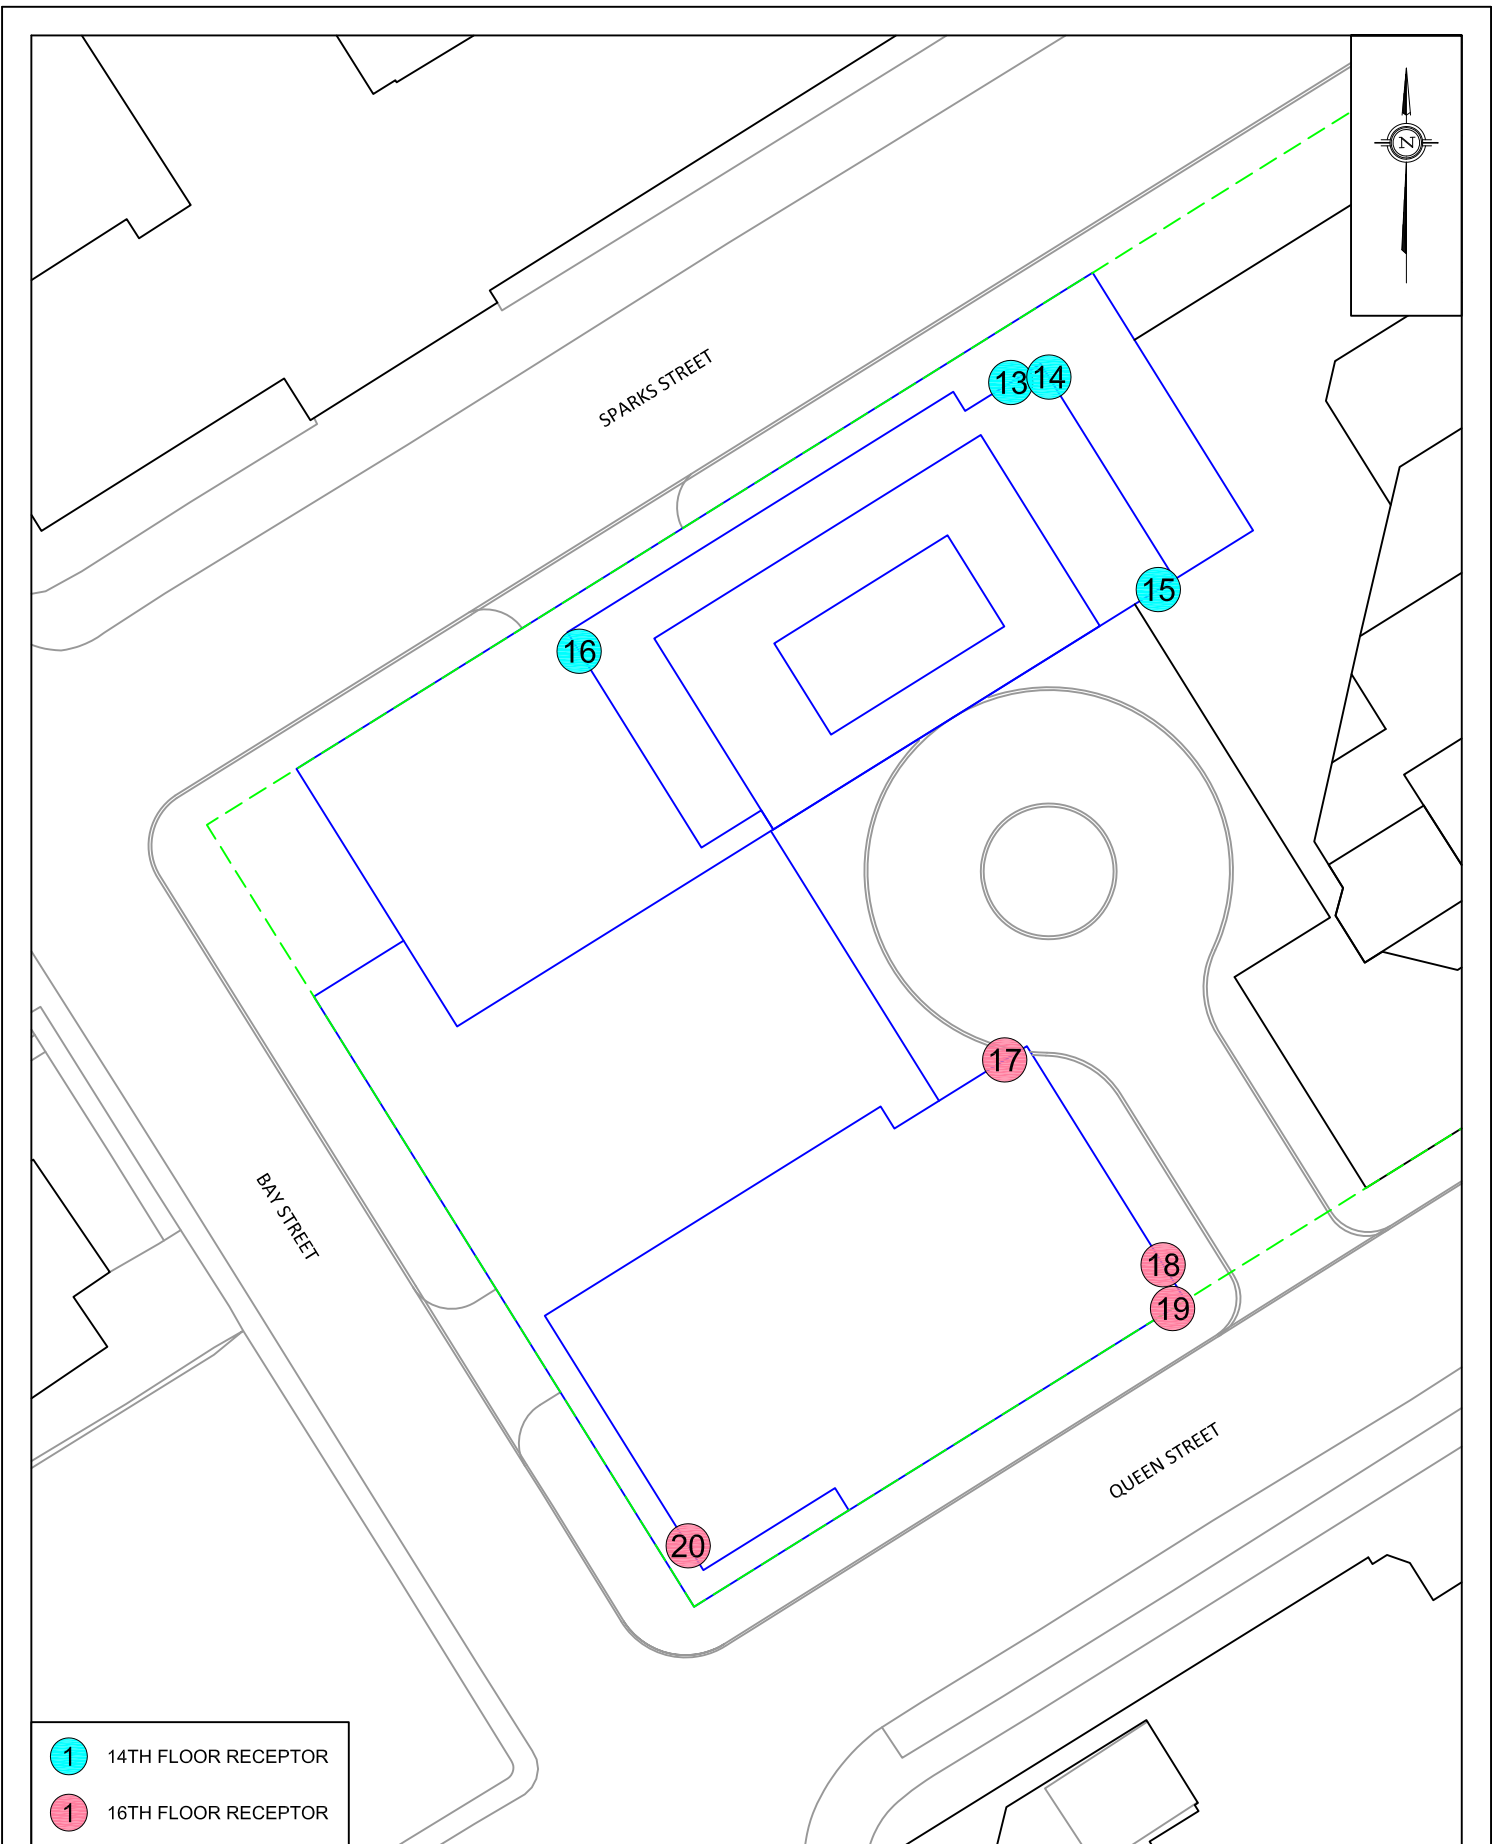 N
SPARKS STREET
13
14
15
16
17
BAY STREET
18
19
QUEEN STREET
20
1 14TH FLOOR RECEPTOR
1 16TH FLOOR RECEPTOR